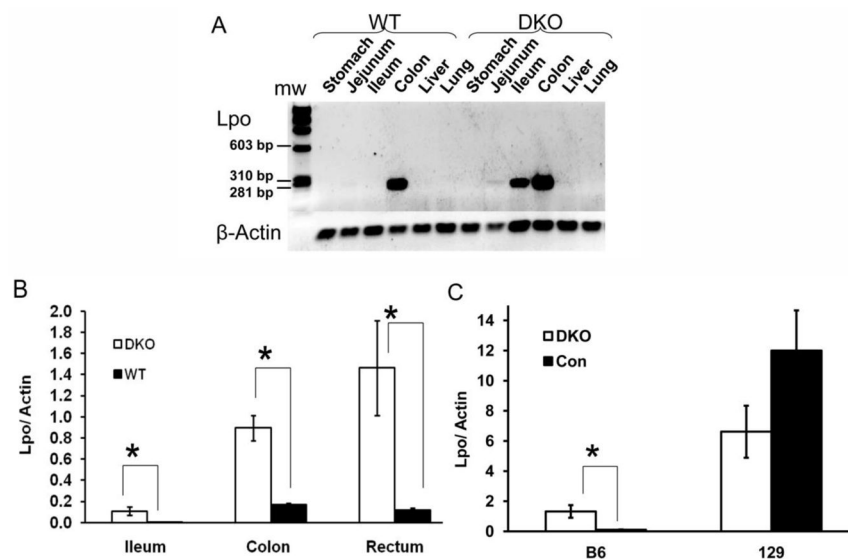 A
WT DKO
Stomach Jejunum Ileum Colon Liver Lung Stomach Jejunum Ileum Colon Liver Lung
mw
Lpo
603 bp
310 bp
281 bp
β-Actin
B
Lpo/ Actin
2.0
1.8
1.6
1.4
1.2
1.0
0.8
0.6
0.4
0.2
0.0
DKO
WT
* * *
Ileum Colon Rectum
C
Lpo/ Actin
14
12
10
8
6
4
2
0
DKO
Con
*
B6 129